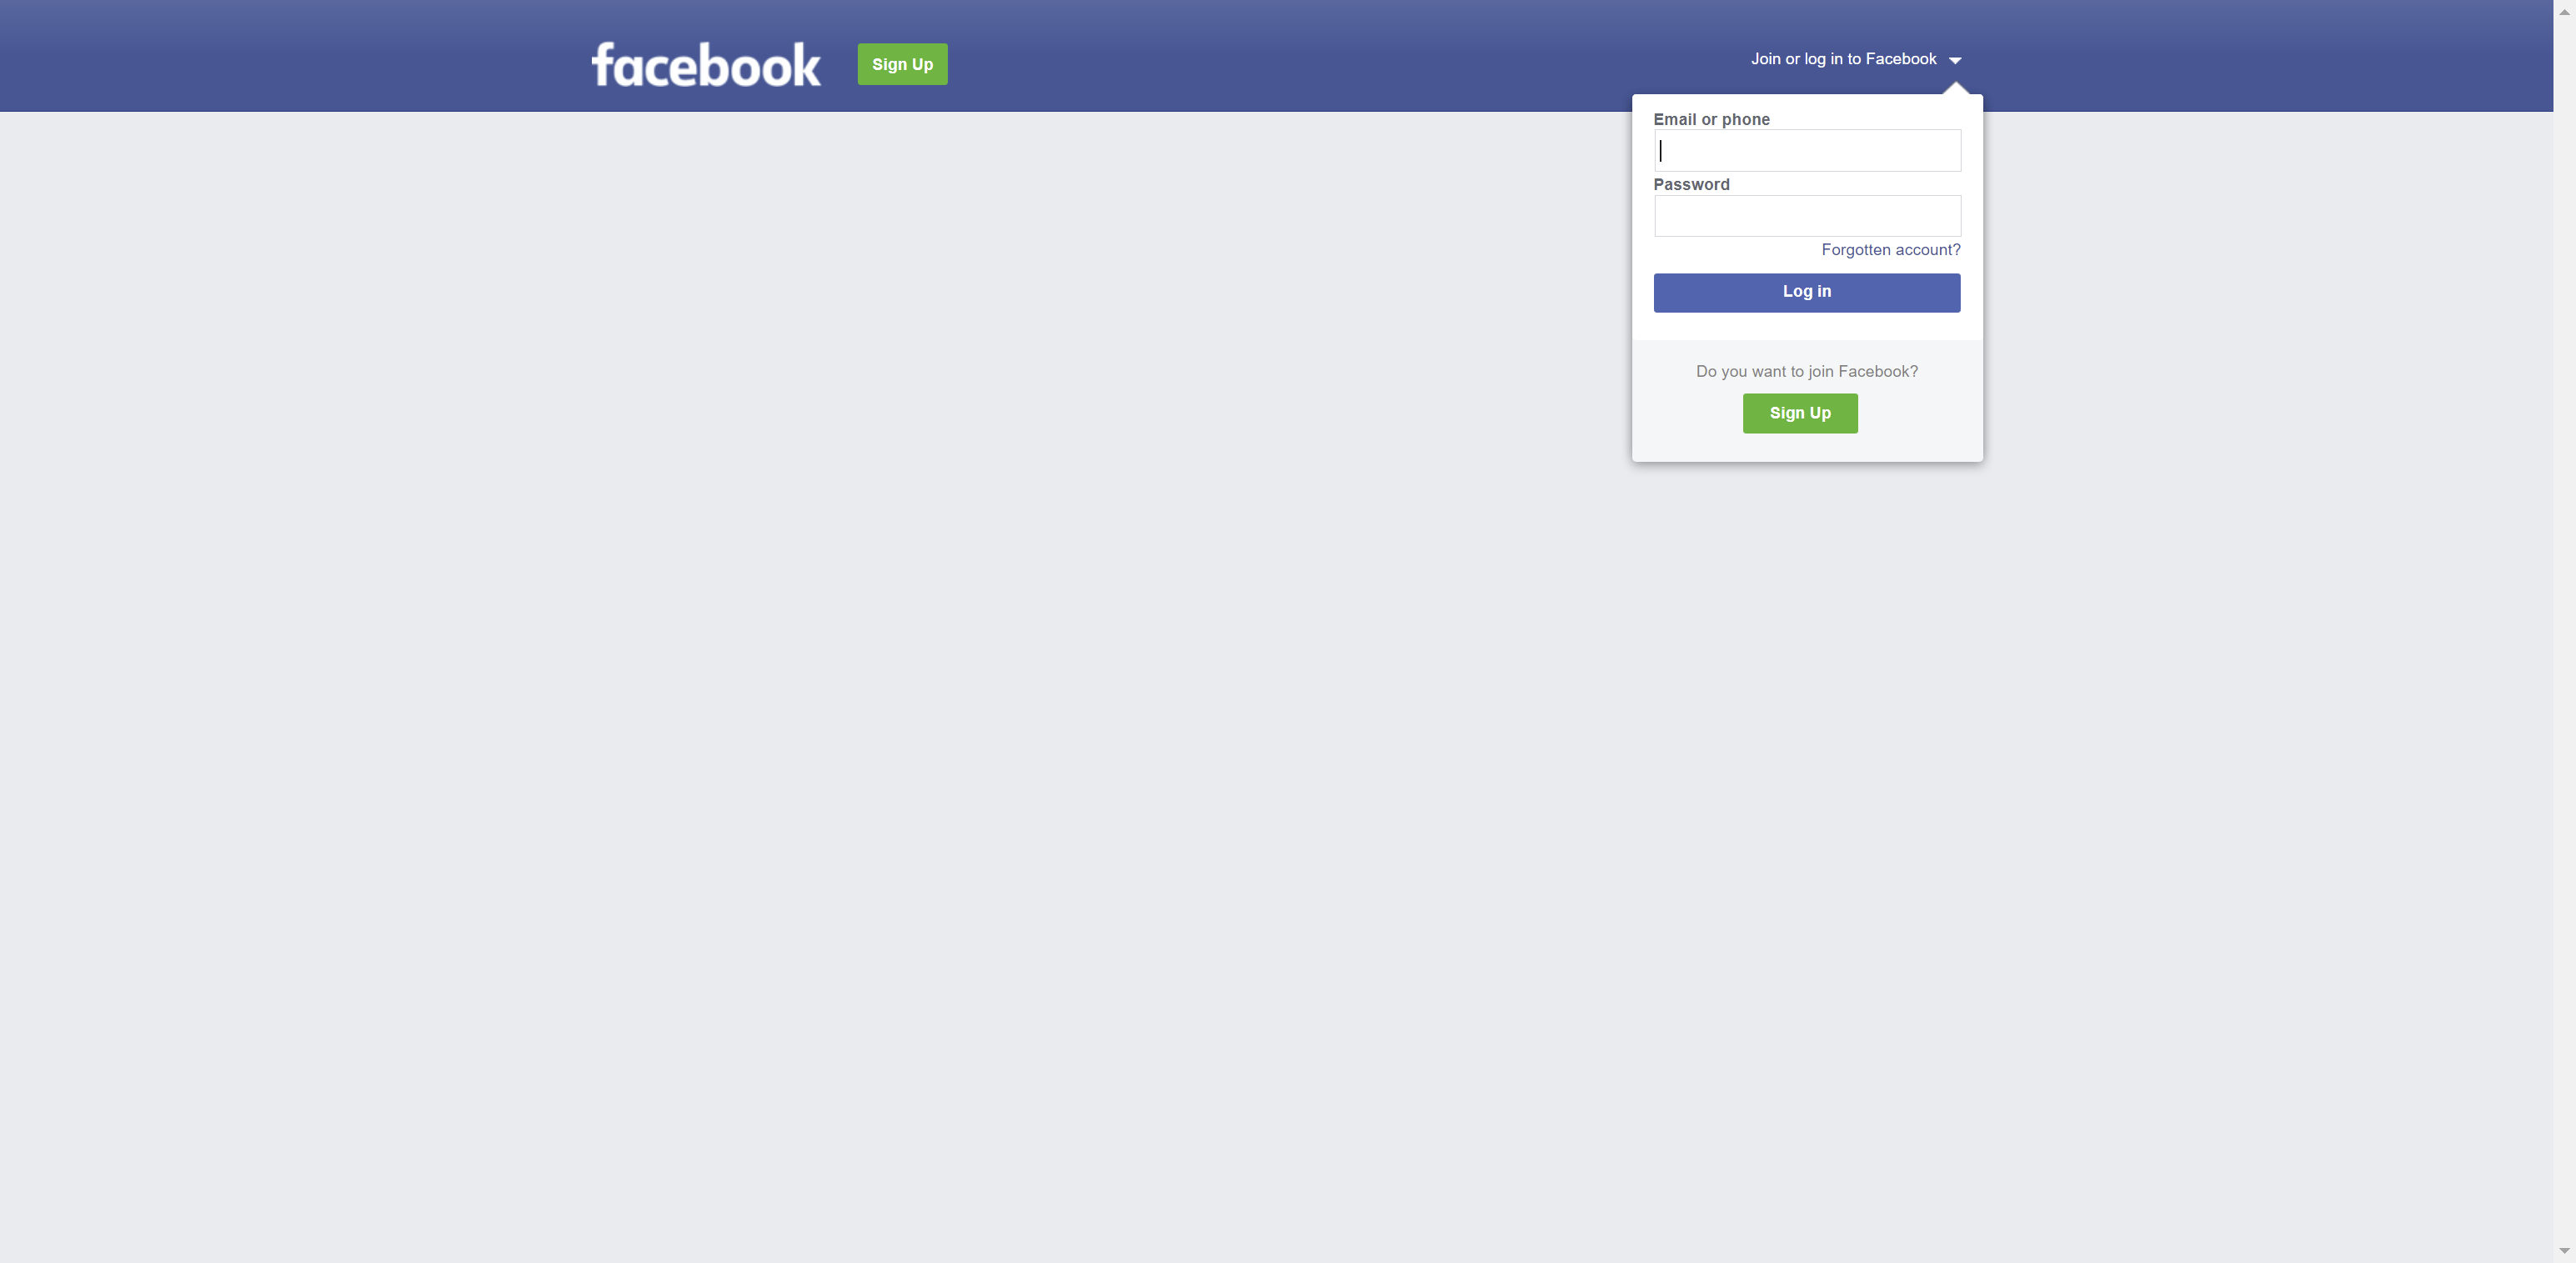 facebook
Sign Up
Join or log in to Facebook
Email or phone
Password
Forgotten account?
Log in
Do you want to join Facebook?
Sign Up